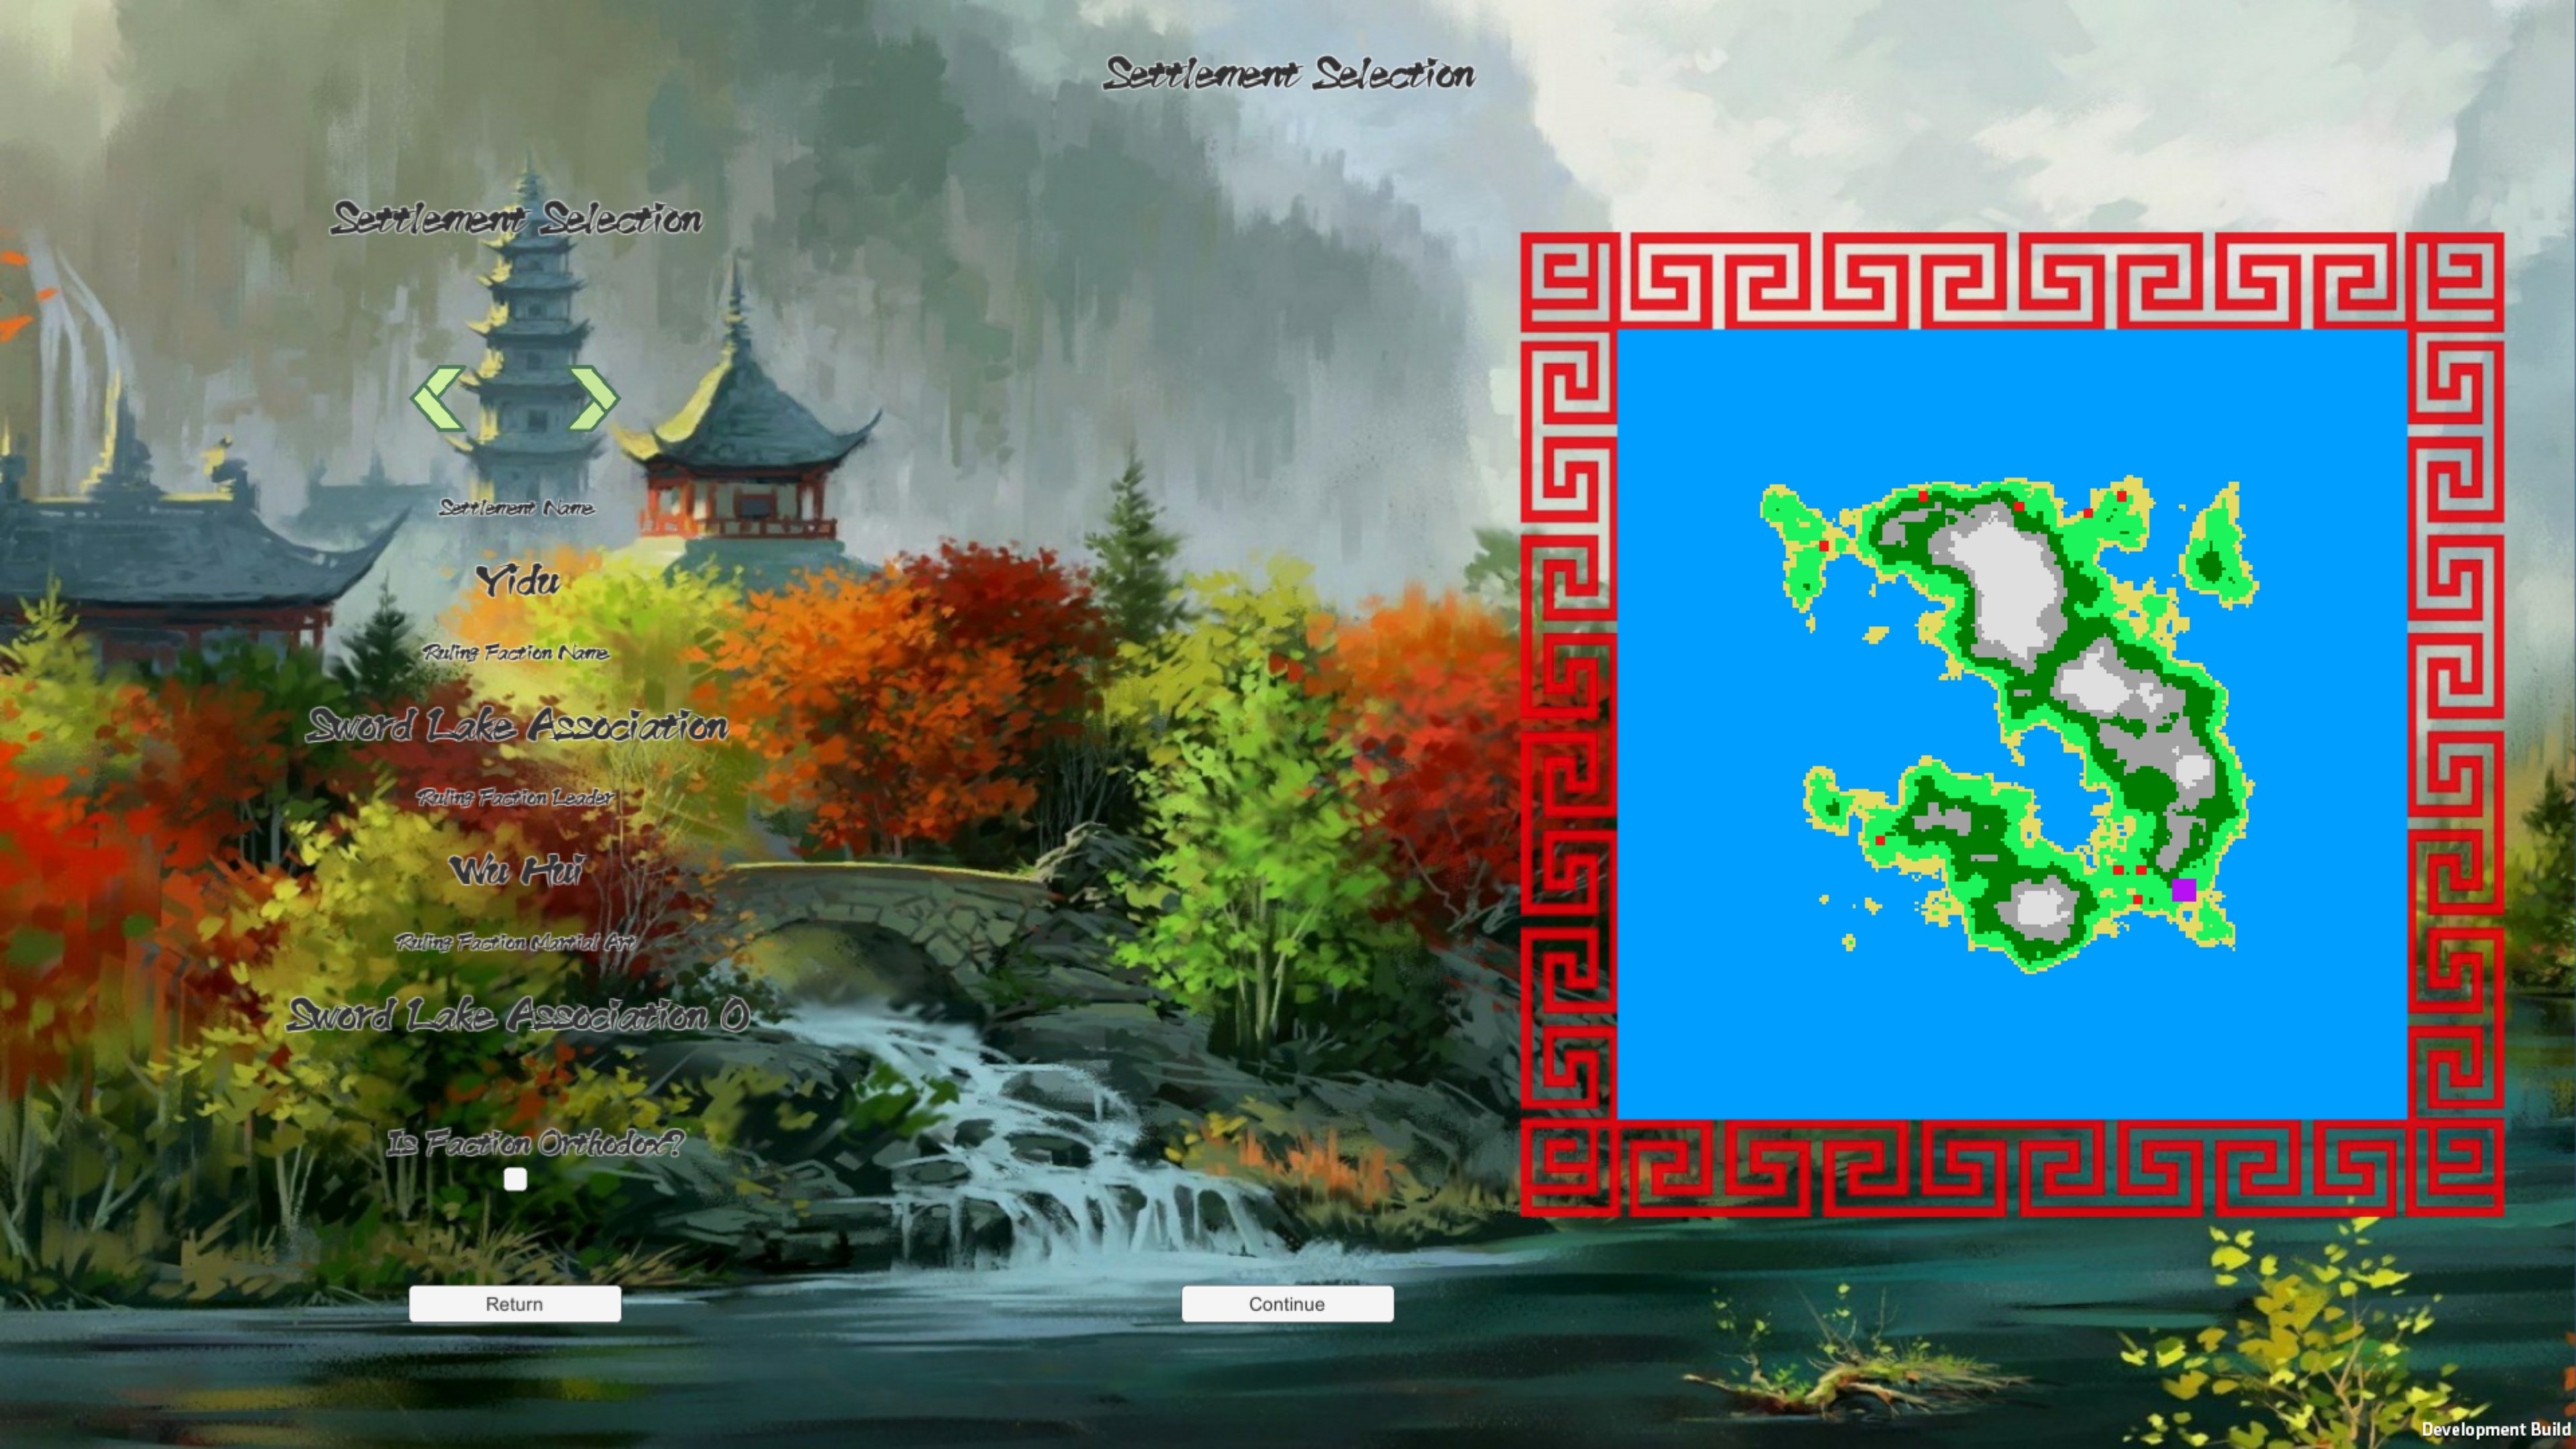 Settlement Selection
Settlement Selection
Settlement Name
Yidu
Ruling Faction Name
Sword Lake Association
Ruling Faction Leader
Wu Hui
Ruling Faction Martial Art
Sword Lake Association 0
Is Faction Orthodox?
Return
Continue
Development Build